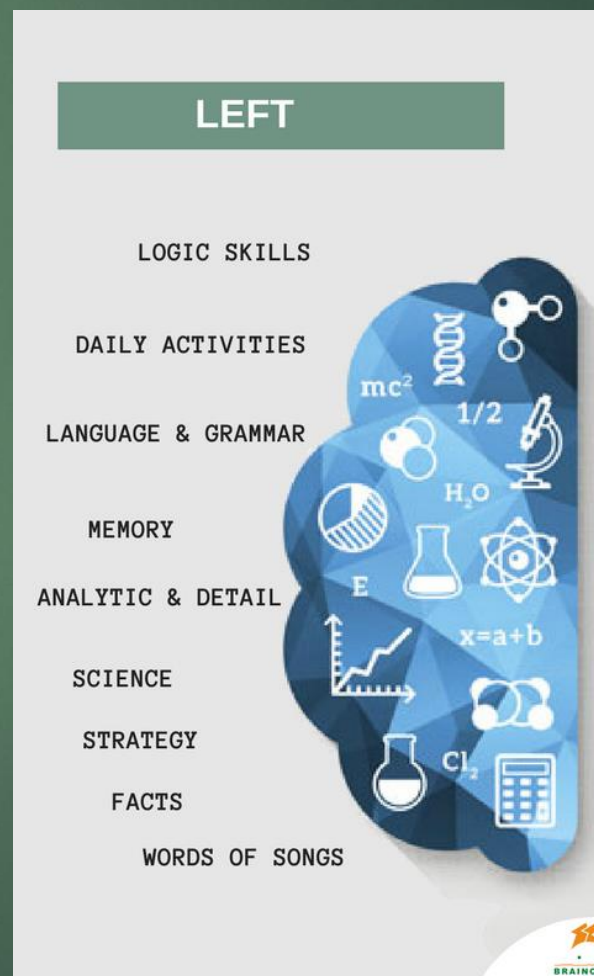 LEFT
LOGIC SKILLS
DAILY ACTIVITIES
LANGUAGE & GRAMMAR
MEMORY
ANALYTIC & DETAIL
SCIENCE
STRATEGY
FACTS
WORDS OF SONGS
mc²
1/2
H₂O
E
x=a+b
Cl₂